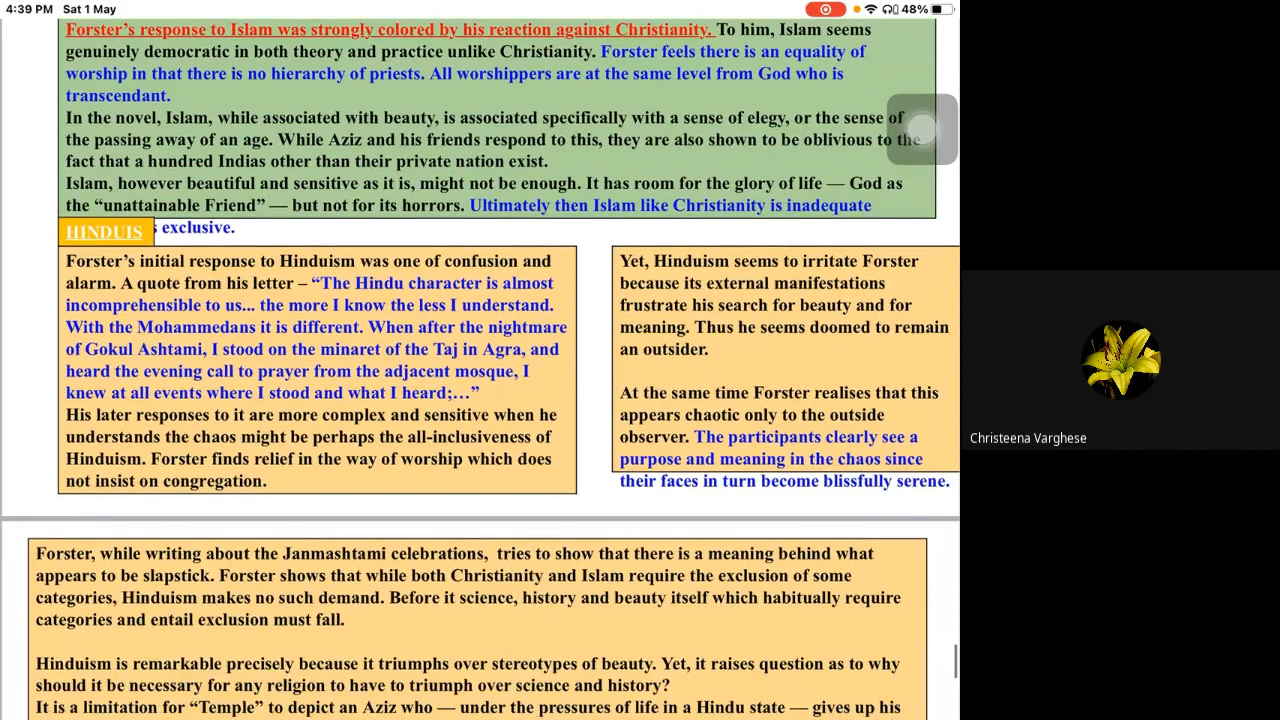 4:39 PM Sat 1 May
48%
Forster’s response to Islam was strongly colored by his reaction against Christianity. To him, Islam seems
genuinely democratic in both theory and practice unlike Christianity. Forster feels there is an equality of
worship in that there is no hierarchy of priests. All worshippers are at the same level from God who is
transcendant.
In the novel, Islam, while associated with beauty, is associated specifically with a sense of elegy, or the sense of
the passing away of an age. While Aziz and his friends respond to this, they are also shown to be oblivious to the
fact that a hundred Indias other than their private nation exist.
Islam, however beautiful and sensitive as it is, might not be enough. It has room for the glory of life — God as
the “unattainable Friend” — but not for its horrors. Ultimately then Islam like Christianity is inadequate
exclusive.
HINDUIS
Forster’s initial response to Hinduism was one of confusion and
alarm. A quote from his letter – “The Hindu character is almost
incomprehensible to us... the more I know the less I understand.
With the Mohammedans it is different. When after the nightmare
of Gokul Ashtami, I stood on the minaret of the Taj in Agra, and
heard the evening call to prayer from the adjacent mosque, I
knew at all events where I stood and what I heard;…”
His later responses to it are more complex and sensitive when he
understands the chaos might be perhaps the all-inclusiveness of
Hinduism. Forster finds relief in the way of worship which does
not insist on congregation.
Yet, Hinduism seems to irritate Forster
because its external manifestations
frustrate his search for beauty and for
meaning. Thus he seems doomed to remain
an outsider.
At the same time Forster realises that this
appears chaotic only to the outside
observer. The participants clearly see a
purpose and meaning in the chaos since
their faces in turn become blissfully serene.
Forster, while writing about the Janmashtami celebrations, tries to show that there is a meaning behind what
appears to be slapstick. Forster shows that while both Christianity and Islam require the exclusion of some
categories, Hinduism makes no such demand. Before it science, history and beauty itself which habitually require
categories and entail exclusion must fall.
Hinduism is remarkable precisely because it triumphs over stereotypes of beauty. Yet, it raises question as to why
should it be necessary for any religion to have to triumph over science and history?
It is a limitation for “Temple” to depict an Aziz who — under the pressures of life in a Hindu state — gives up his
Christeena Varghese